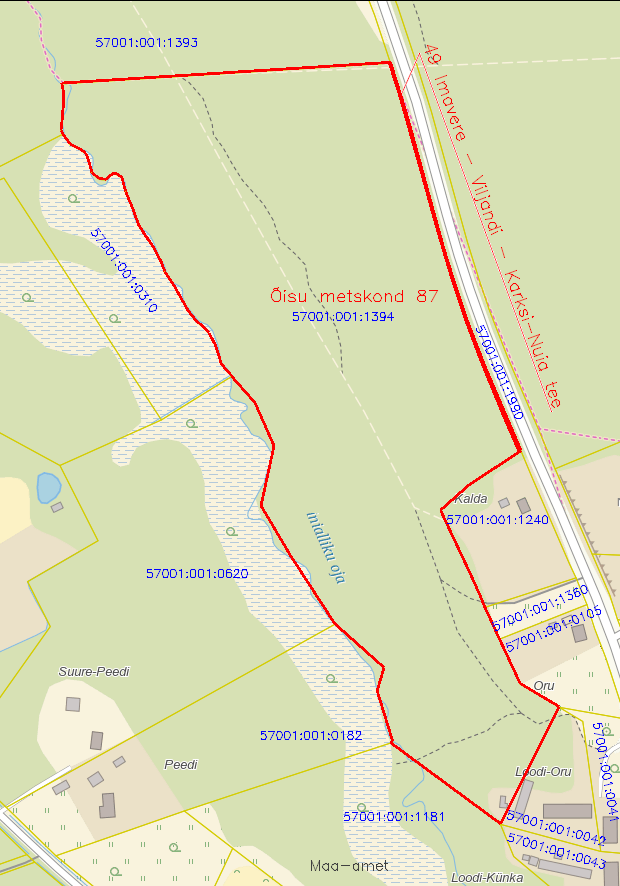 57001:001:1393
49 Imavere - Viljandi - Karksi-Nuia tee
57001:001:0310
Õisu metskond 87
57001:001:1394
57001:001:1990
Kalda
57001:001:1240
mialliku oja
57001:001:0620
57001:001:1360
57001:001:0105
Suure-Peedi
Oru
57001:001:0182
Peedi
Loodi-Oru
57001:001:0041
57001:001:1181
57001:001:0042
57001:001:0043
Maa-amet
Loodi-Künka